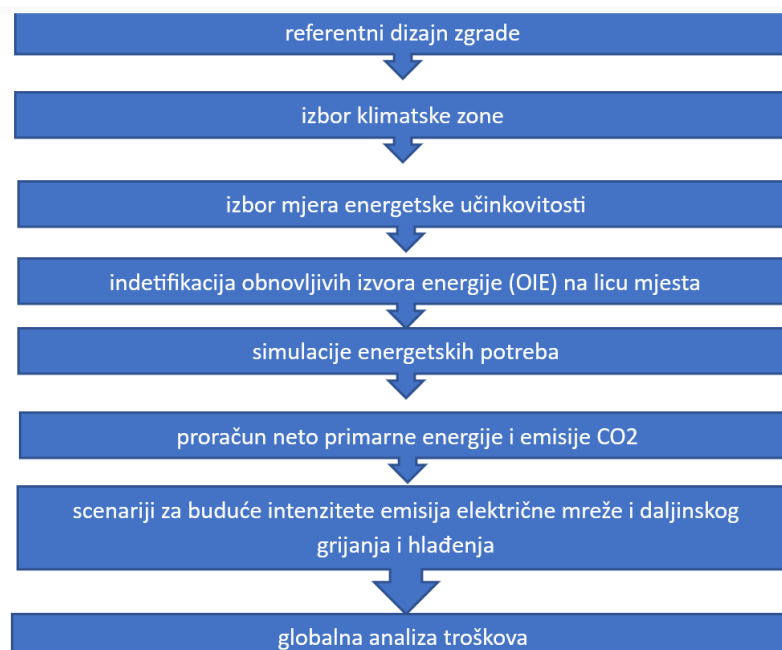 referentni dizajn zgrade
izbor klimatske zone
izbor mjera energetske učinkovitosti
indetifikacija obnovljivih izvora energije (OIE) na licu mjesta
simulacije energetskih potreba
proračun neto primarne energije i emisije CO2
scenariji za buduće intenzitete emisija električne mreže i daljinskog
grijanja i hlađenja
globalna analiza troškova